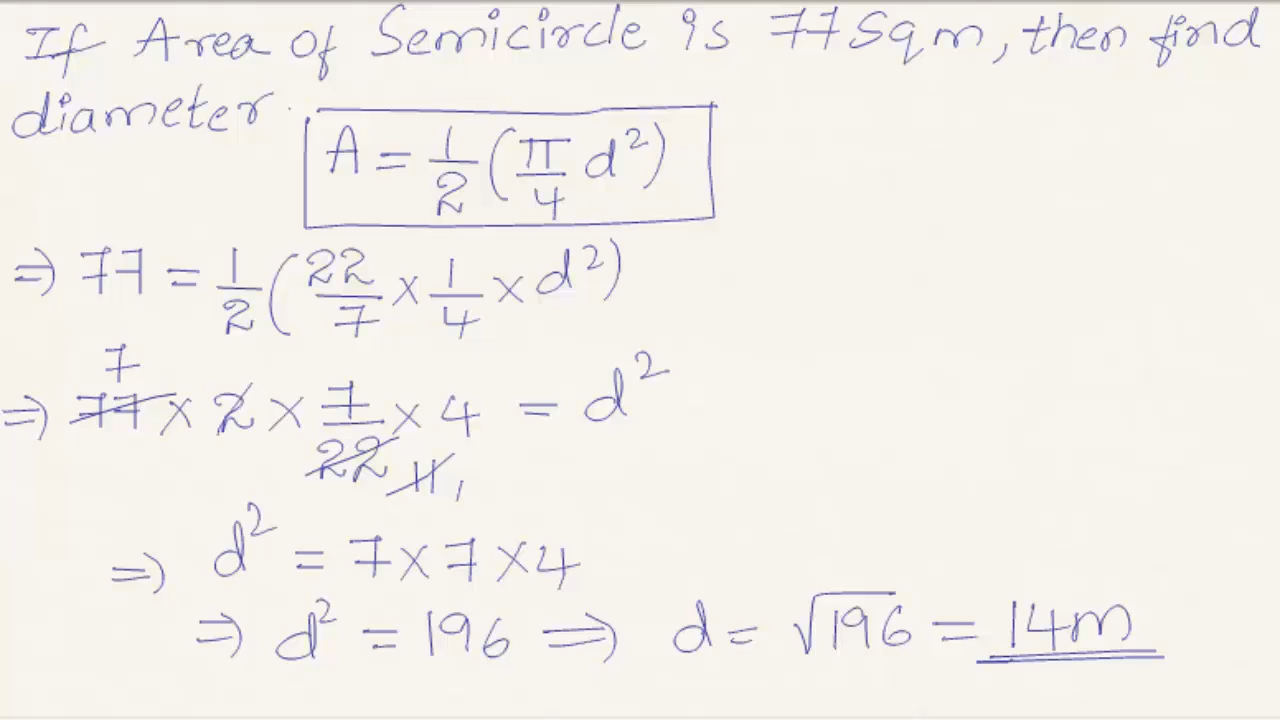 If Area of Semicircle is 77 Sq m, then find
diameter.
A = 1/2 (π/4 d²)
⇒ 77 = 1/2 (22/7 × 1/4 × d²)
7
⇒ 77 × 2 × 7/22 × 4 = d²
11 1
⇒ d² = 7 × 7 × 4
⇒ d² = 196 ⇒ d = √196 = 14m